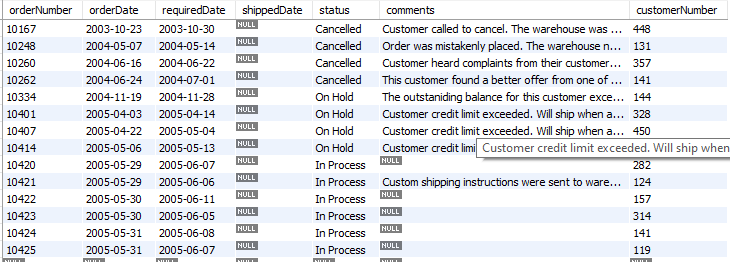 orderNumber orderDate requiredDate shippedDate status comments customerNumber
10167 2003-10-23 2003-10-30 NULL Cancelled Customer called to cancel. The warehouse was ... 448
10248 2004-05-07 2004-05-14 NULL Cancelled Order was mistakenly placed. The warehouse n... 131
10260 2004-06-16 2004-06-22 NULL Cancelled Customer heard complaints from their customer... 357
10262 2004-06-24 2004-07-01 NULL Cancelled This customer found a better offer from one of ... 141
10334 2004-11-19 2004-11-28 NULL On Hold The outstaniding balance for this customer exce... 144
10401 2005-04-03 2005-04-14 NULL On Hold Customer credit limit exceeded. Will ship when a... 328
10407 2005-04-22 2005-05-04 NULL On Hold Customer credit limit exceeded. Will ship when a... 450
10414 2005-05-06 2005-05-13 NULL On Hold Customer credit limit Customer credit limit exceeded. Will ship when
10420 2005-05-29 2005-06-07 NULL In Process NULL 282
10421 2005-05-29 2005-06-06 NULL In Process Custom shipping instructions were sent to ware... 124
10422 2005-05-30 2005-06-11 NULL In Process NULL 157
10423 2005-05-30 2005-06-05 NULL In Process NULL 314
10424 2005-05-31 2005-06-08 NULL In Process NULL 141
10425 2005-05-31 2005-06-07 NULL In Process NULL 119
NULL NULL NULL NULL NULL NULL NULL